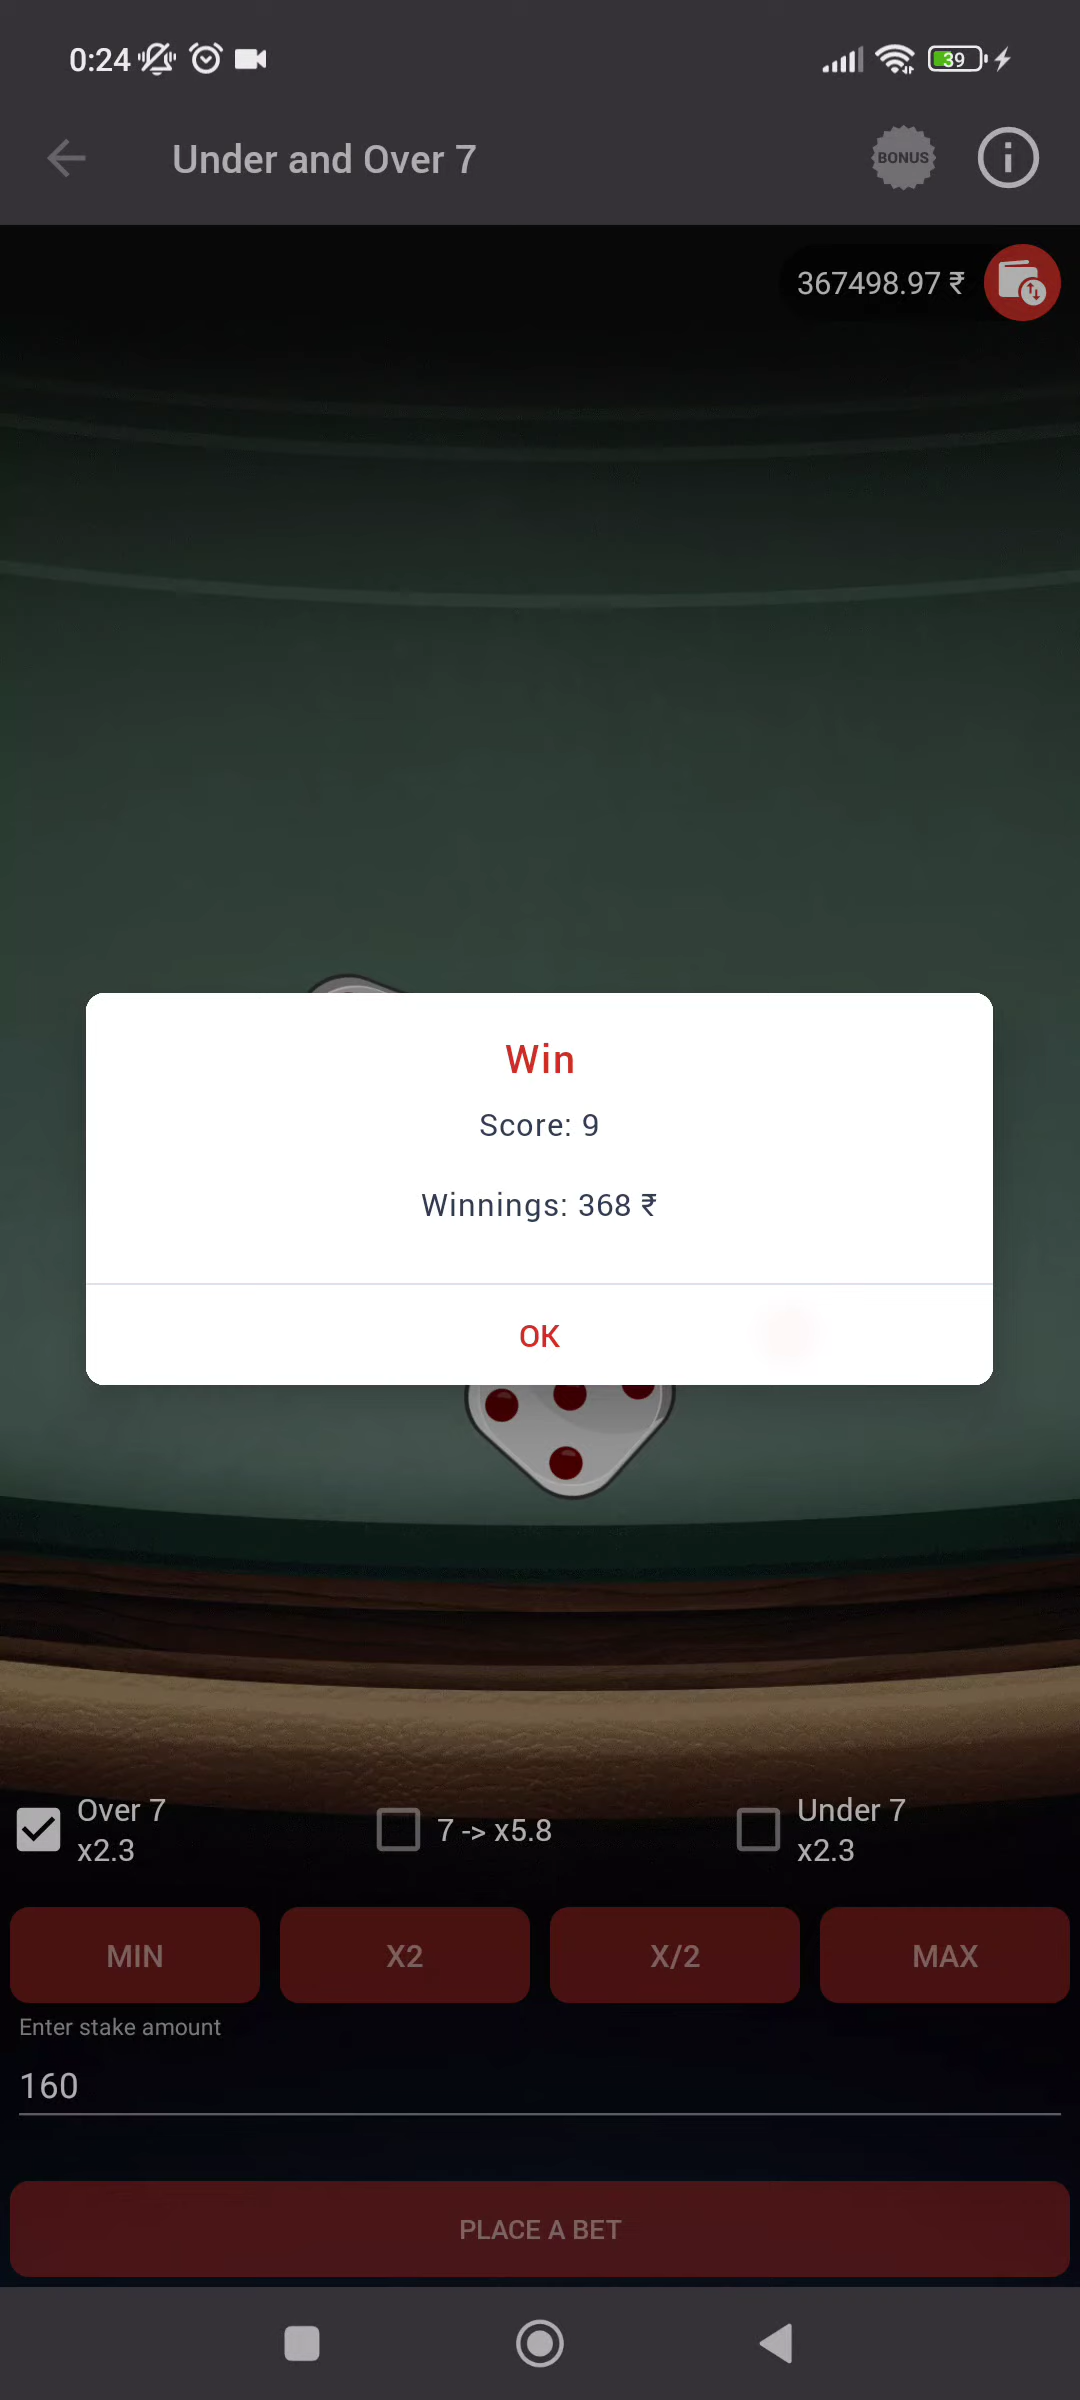 0:24
39
Under and Over 7
BONUS
367498.97 ₹
Win
Score: 9
Winnings: 368 ₹
OK
Over 7
x2.3
7 -> x5.8
Under 7
x2.3
MIN
X2
X/2
MAX
Enter stake amount
160
PLACE A BET